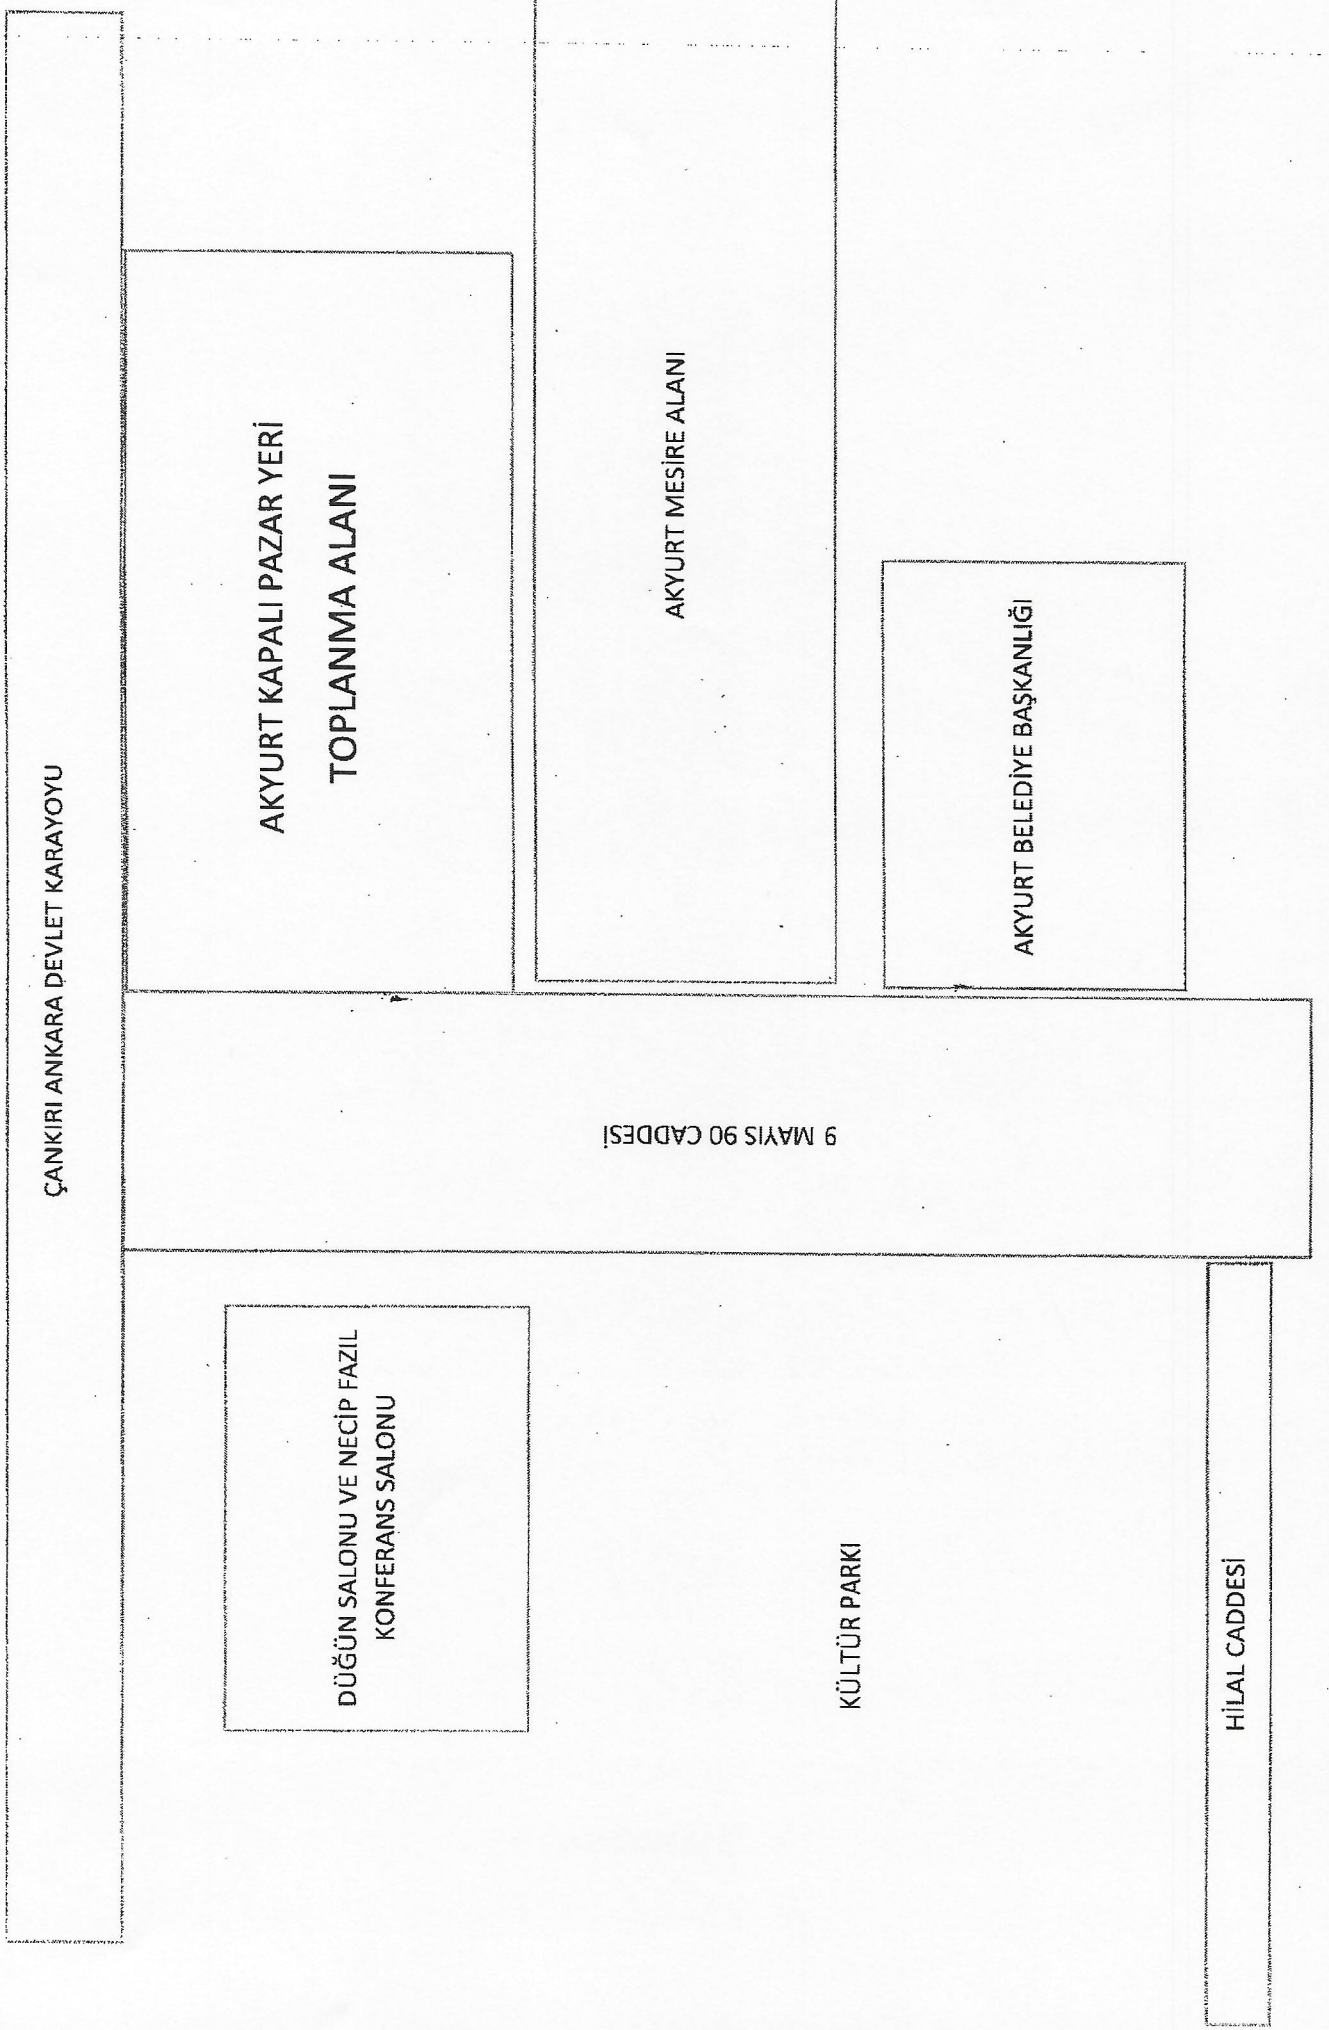 ÇANKIRI ANKARA DEVLET KARAYOYU
DÜĞÜN SALONU VE NECİP FAZIL
KONFERANS SALONU
AKYURT KAPALI PAZAR YERİ
TOPLANMA ALANI
9 MAYIS 90 CADDESİ
AKYURT MESİRE ALANI
KÜLTÜR PARKI
AKYURT BELEDİYE BAŞKANLIĞI
HİLAL CADDESİ